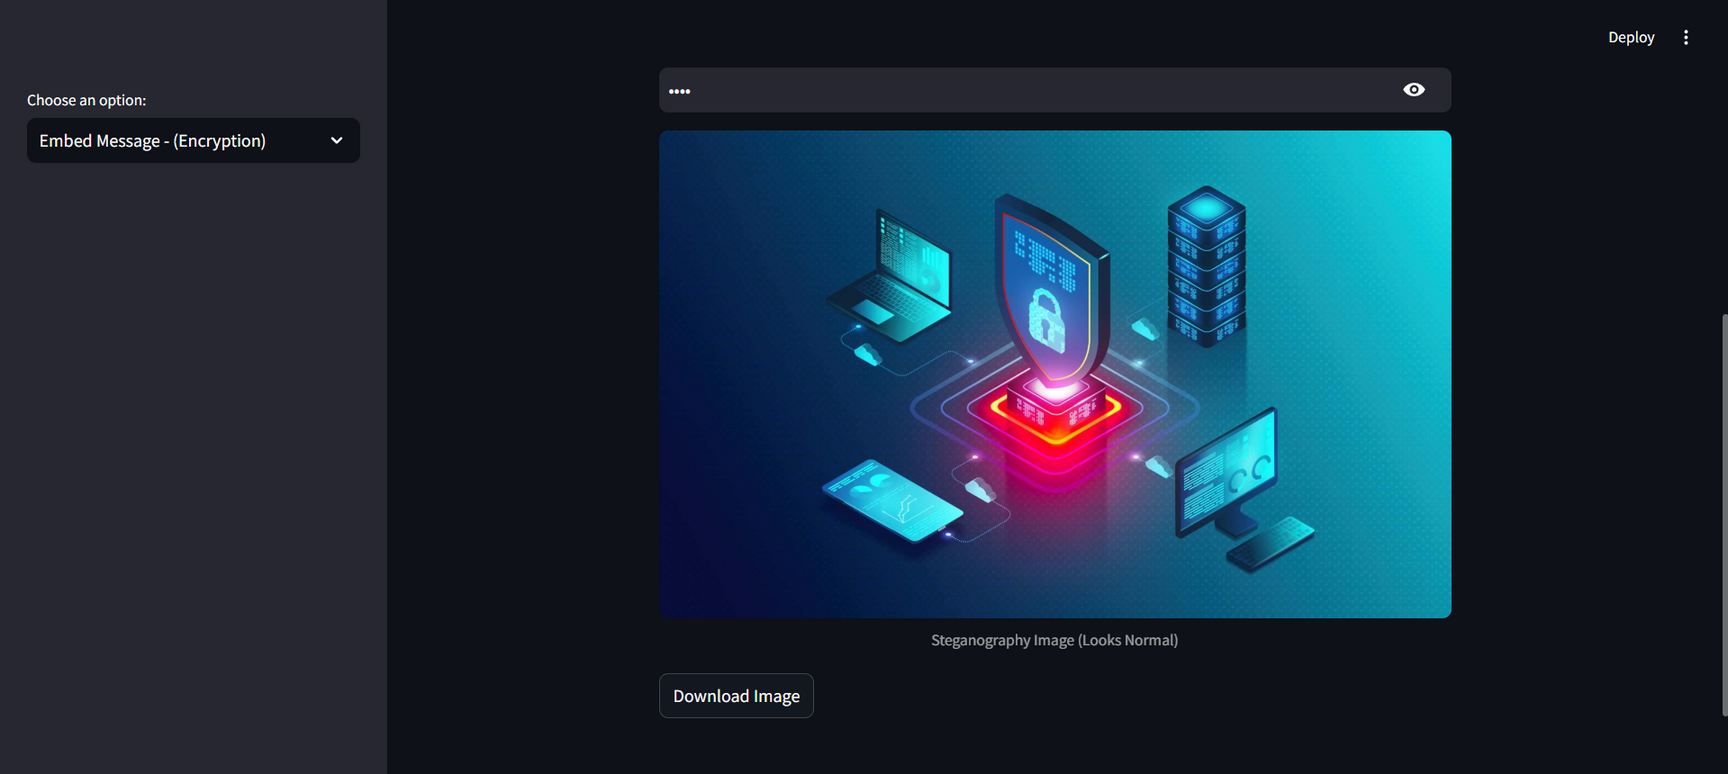 Deploy
Choose an option:
Embed Message - (Encryption)
••••
Steganography Image (Looks Normal)
Download Image